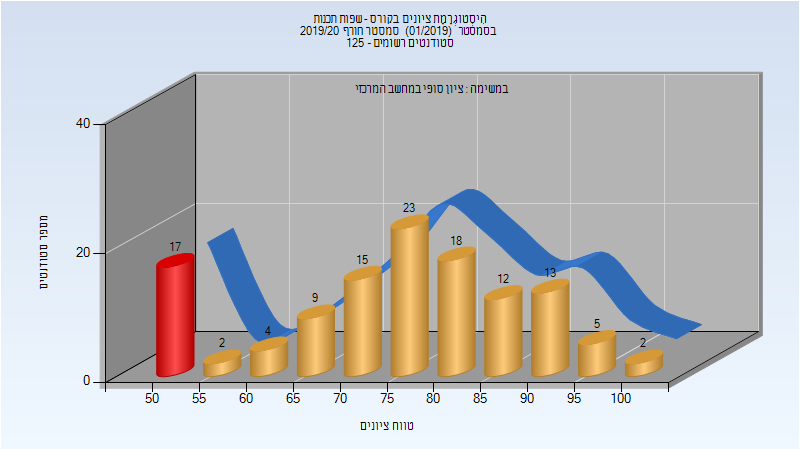 היסטוגרמת ציונים בקורס - שפות תכנות
בסמסטר (01/2019) סמסטר חורף 2019/20
סטודנטים רשומים - 125
במשימה : ציון סופי במחשב המרכזי
מספר סטודנטים
40
20
0
17
2
4
9
15
23
18
12
13
5
2
50 55 60 65 70 75 80 85 90 95 100
טווח ציונים